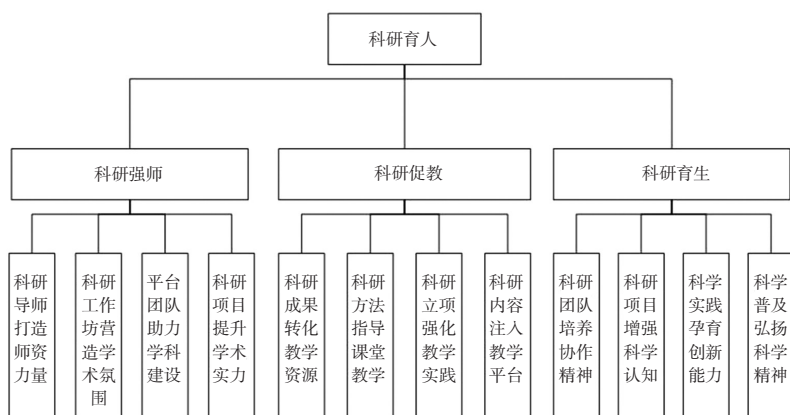 科研育人
科研强师
科研促教
科研育生
科研
导师
打造
师资
力量
科研
工作
坊营
造学
术氛
围
平台
团队
助力
学科
建设
科研
项目
提升
学术
实力
科研
成果
转化
教学
资源
科研
方法
指导
课堂
教学
科研
立项
强化
教学
实践
科研
内容
注入
教学
平台
科研
团队
培养
协作
精神
科研
项目
增强
科学
认知
科学
实践
孕育
创新
能力
科学
普及
弘扬
科学
精神